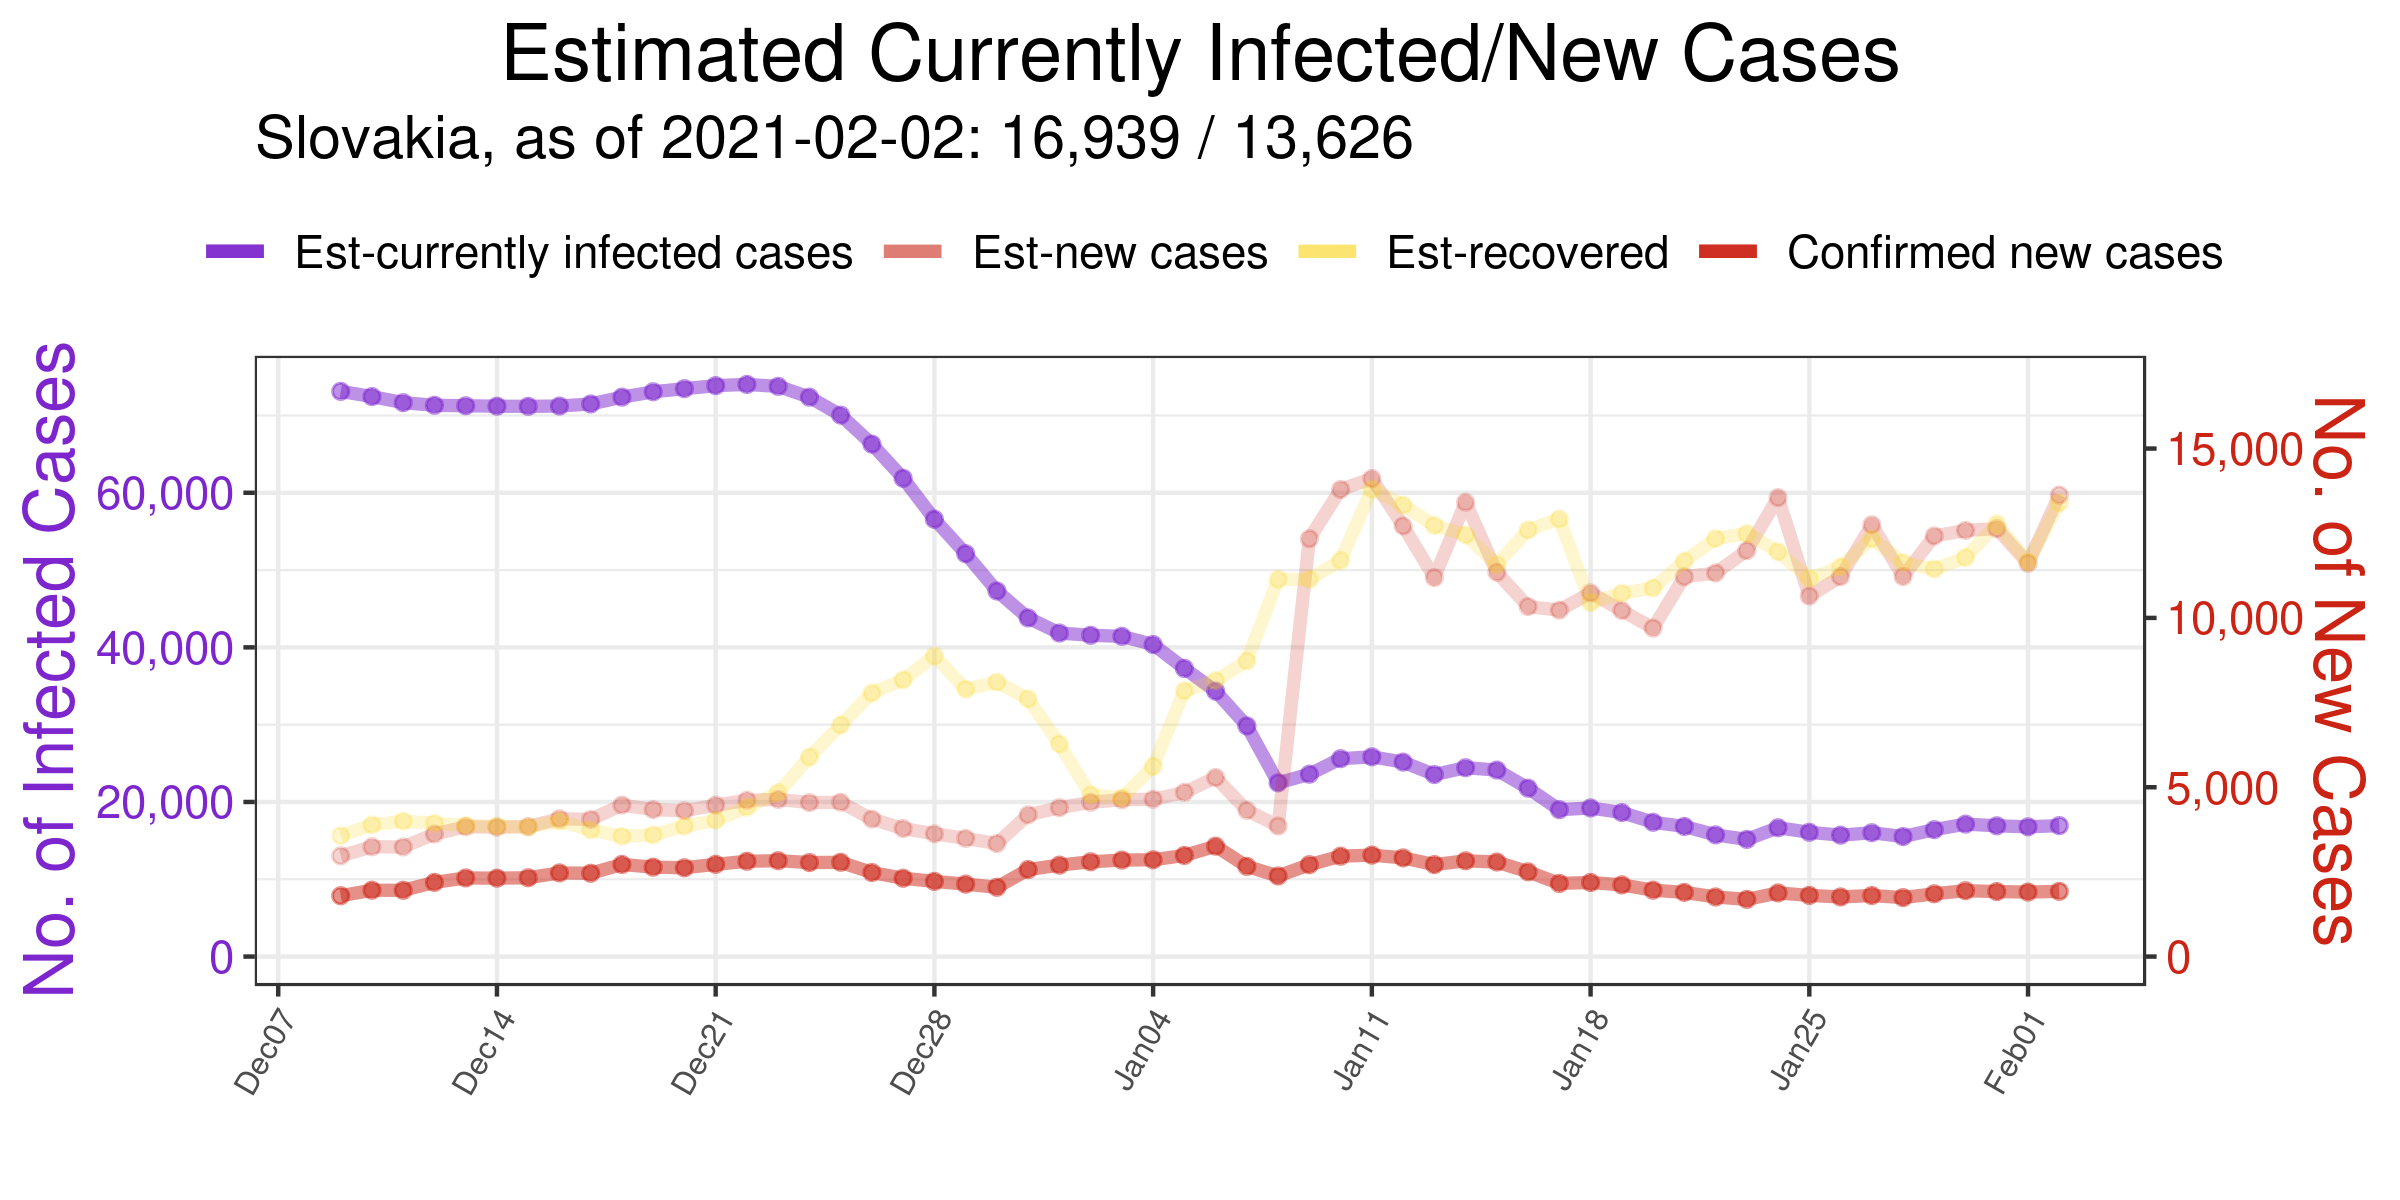 Estimated Currently Infected/New Cases
Slovakia, as of 2021-02-02: 16,939 / 13,626
Est-currently infected cases Est-new cases Est-recovered Confirmed new cases
No. of Infected Cases
60,000
40,000
20,000
0
15,000
10,000
5,000
0
No. of New Cases
Dec07 Dec14 Dec21 Dec28 Jan04 Jan11 Jan18 Jan25 Feb01